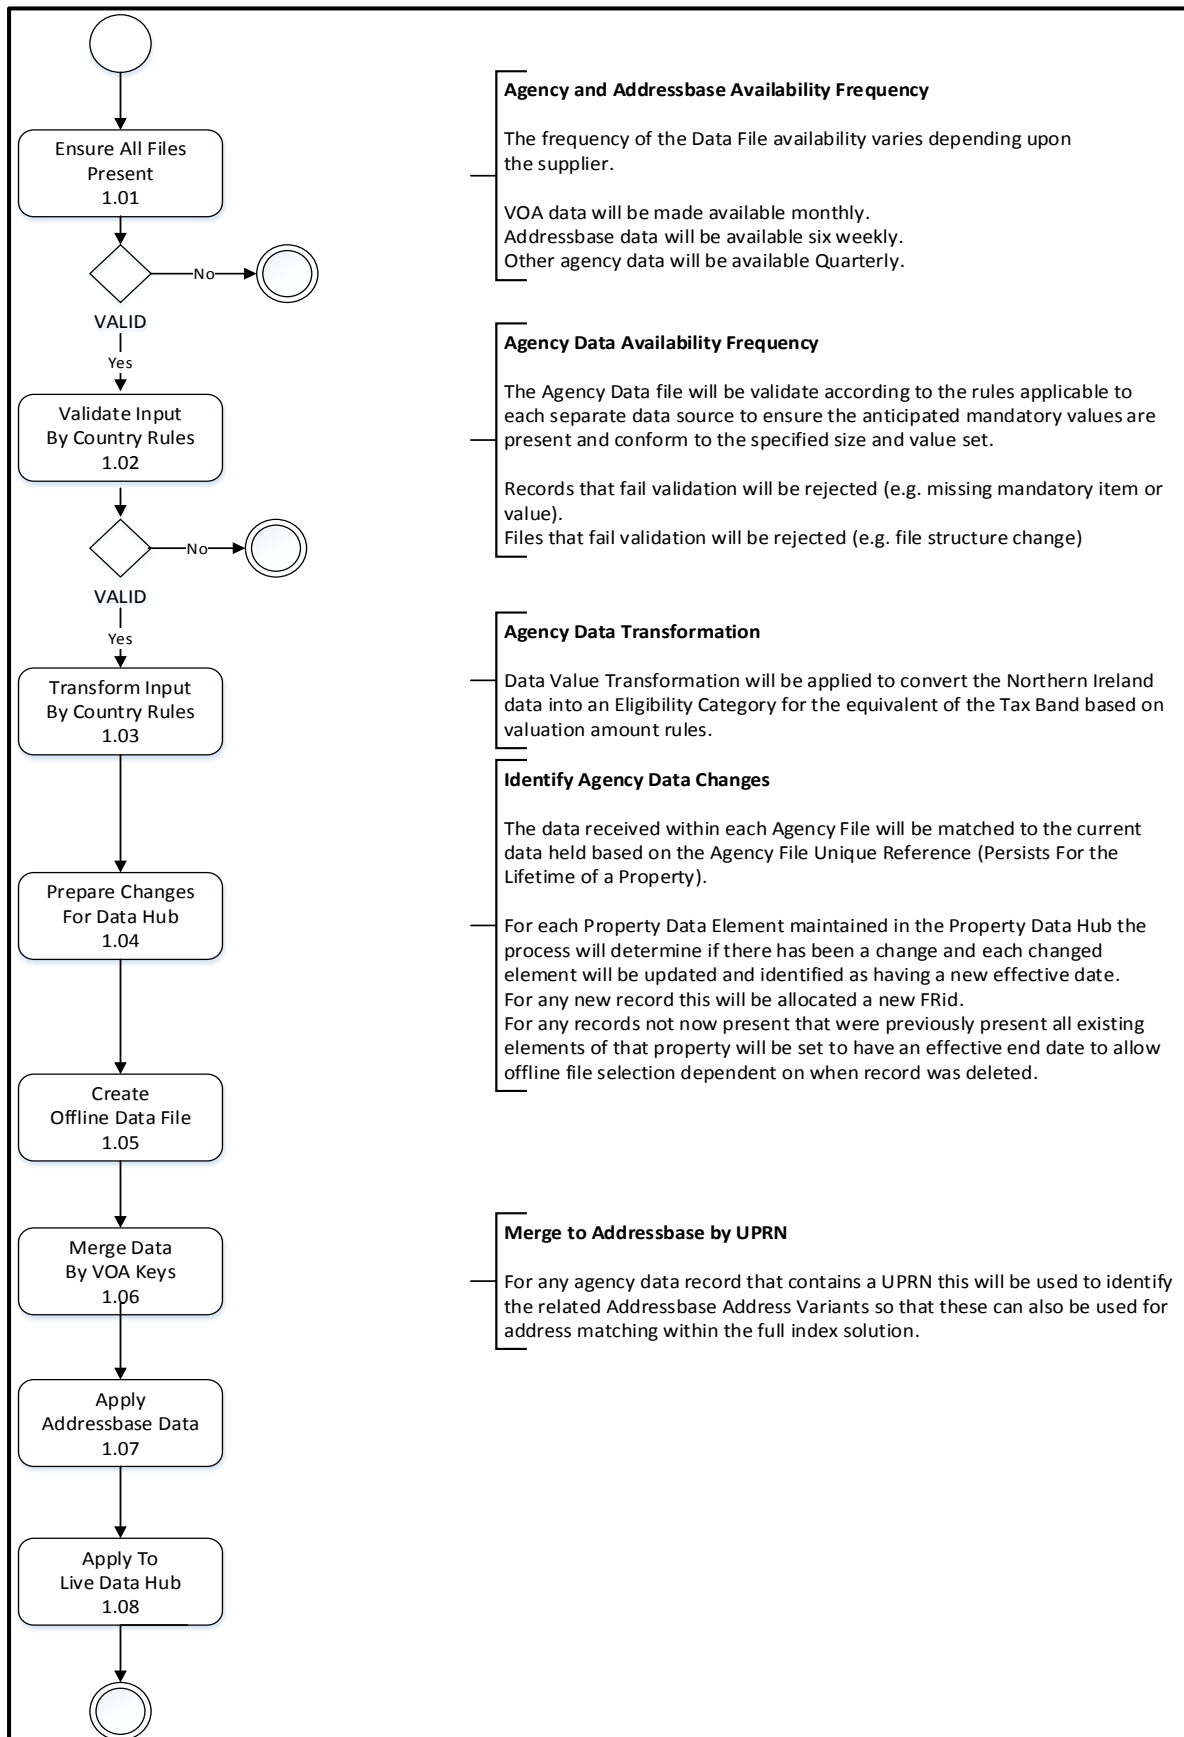 Ensure All Files
Present
1.01
No
VALID
Yes
Validate Input
By Country Rules
1.02
No
VALID
Yes
Transform Input
By Country Rules
1.03
Prepare Changes
For Data Hub
1.04
Create
Offline Data File
1.05
Merge Data
By VOA Keys
1.06
Apply
Addressbase Data
1.07
Apply To
Live Data Hub
1.08
Agency and Addressbase Availability Frequency
The frequency of the Data File availability varies depending upon
the supplier.
VOA data will be made available monthly.
Addressbase data will be available six weekly.
Other agency data will be available Quarterly.
Agency Data Availability Frequency
The Agency Data file will be validate according to the rules applicable to
each separate data source to ensure the anticipated mandatory values are
present and conform to the specified size and value set.
Records that fail validation will be rejected (e.g. missing mandatory item or
value).
Files that fail validation will be rejected (e.g. file structure change)
Agency Data Transformation
Data Value Transformation will be applied to convert the Northern Ireland
data into an Eligibility Category for the equivalent of the Tax Band based on
valuation amount rules.
Identify Agency Data Changes
The data received within each Agency File will be matched to the current
data held based on the Agency File Unique Reference (Persists For the
Lifetime of a Property).
For each Property Data Element maintained in the Property Data Hub the
process will determine if there has been a change and each changed
element will be updated and identified as having a new effective date.
For any new record this will be allocated a new FRid.
For any records not now present that were previously present all existing
elements of that property will be set to have an effective end date to allow
offline file selection dependent on when record was deleted.
Merge to Addressbase by UPRN
For any agency data record that contains a UPRN this will be used to identify
the related Addressbase Address Variants so that these can also be used for
address matching within the full index solution.